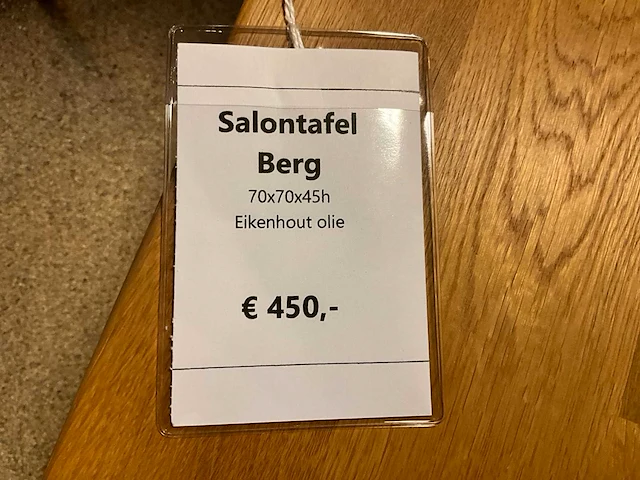 Salontafel
Berg
70x70x45h
Eikenhout olie
€ 450,-